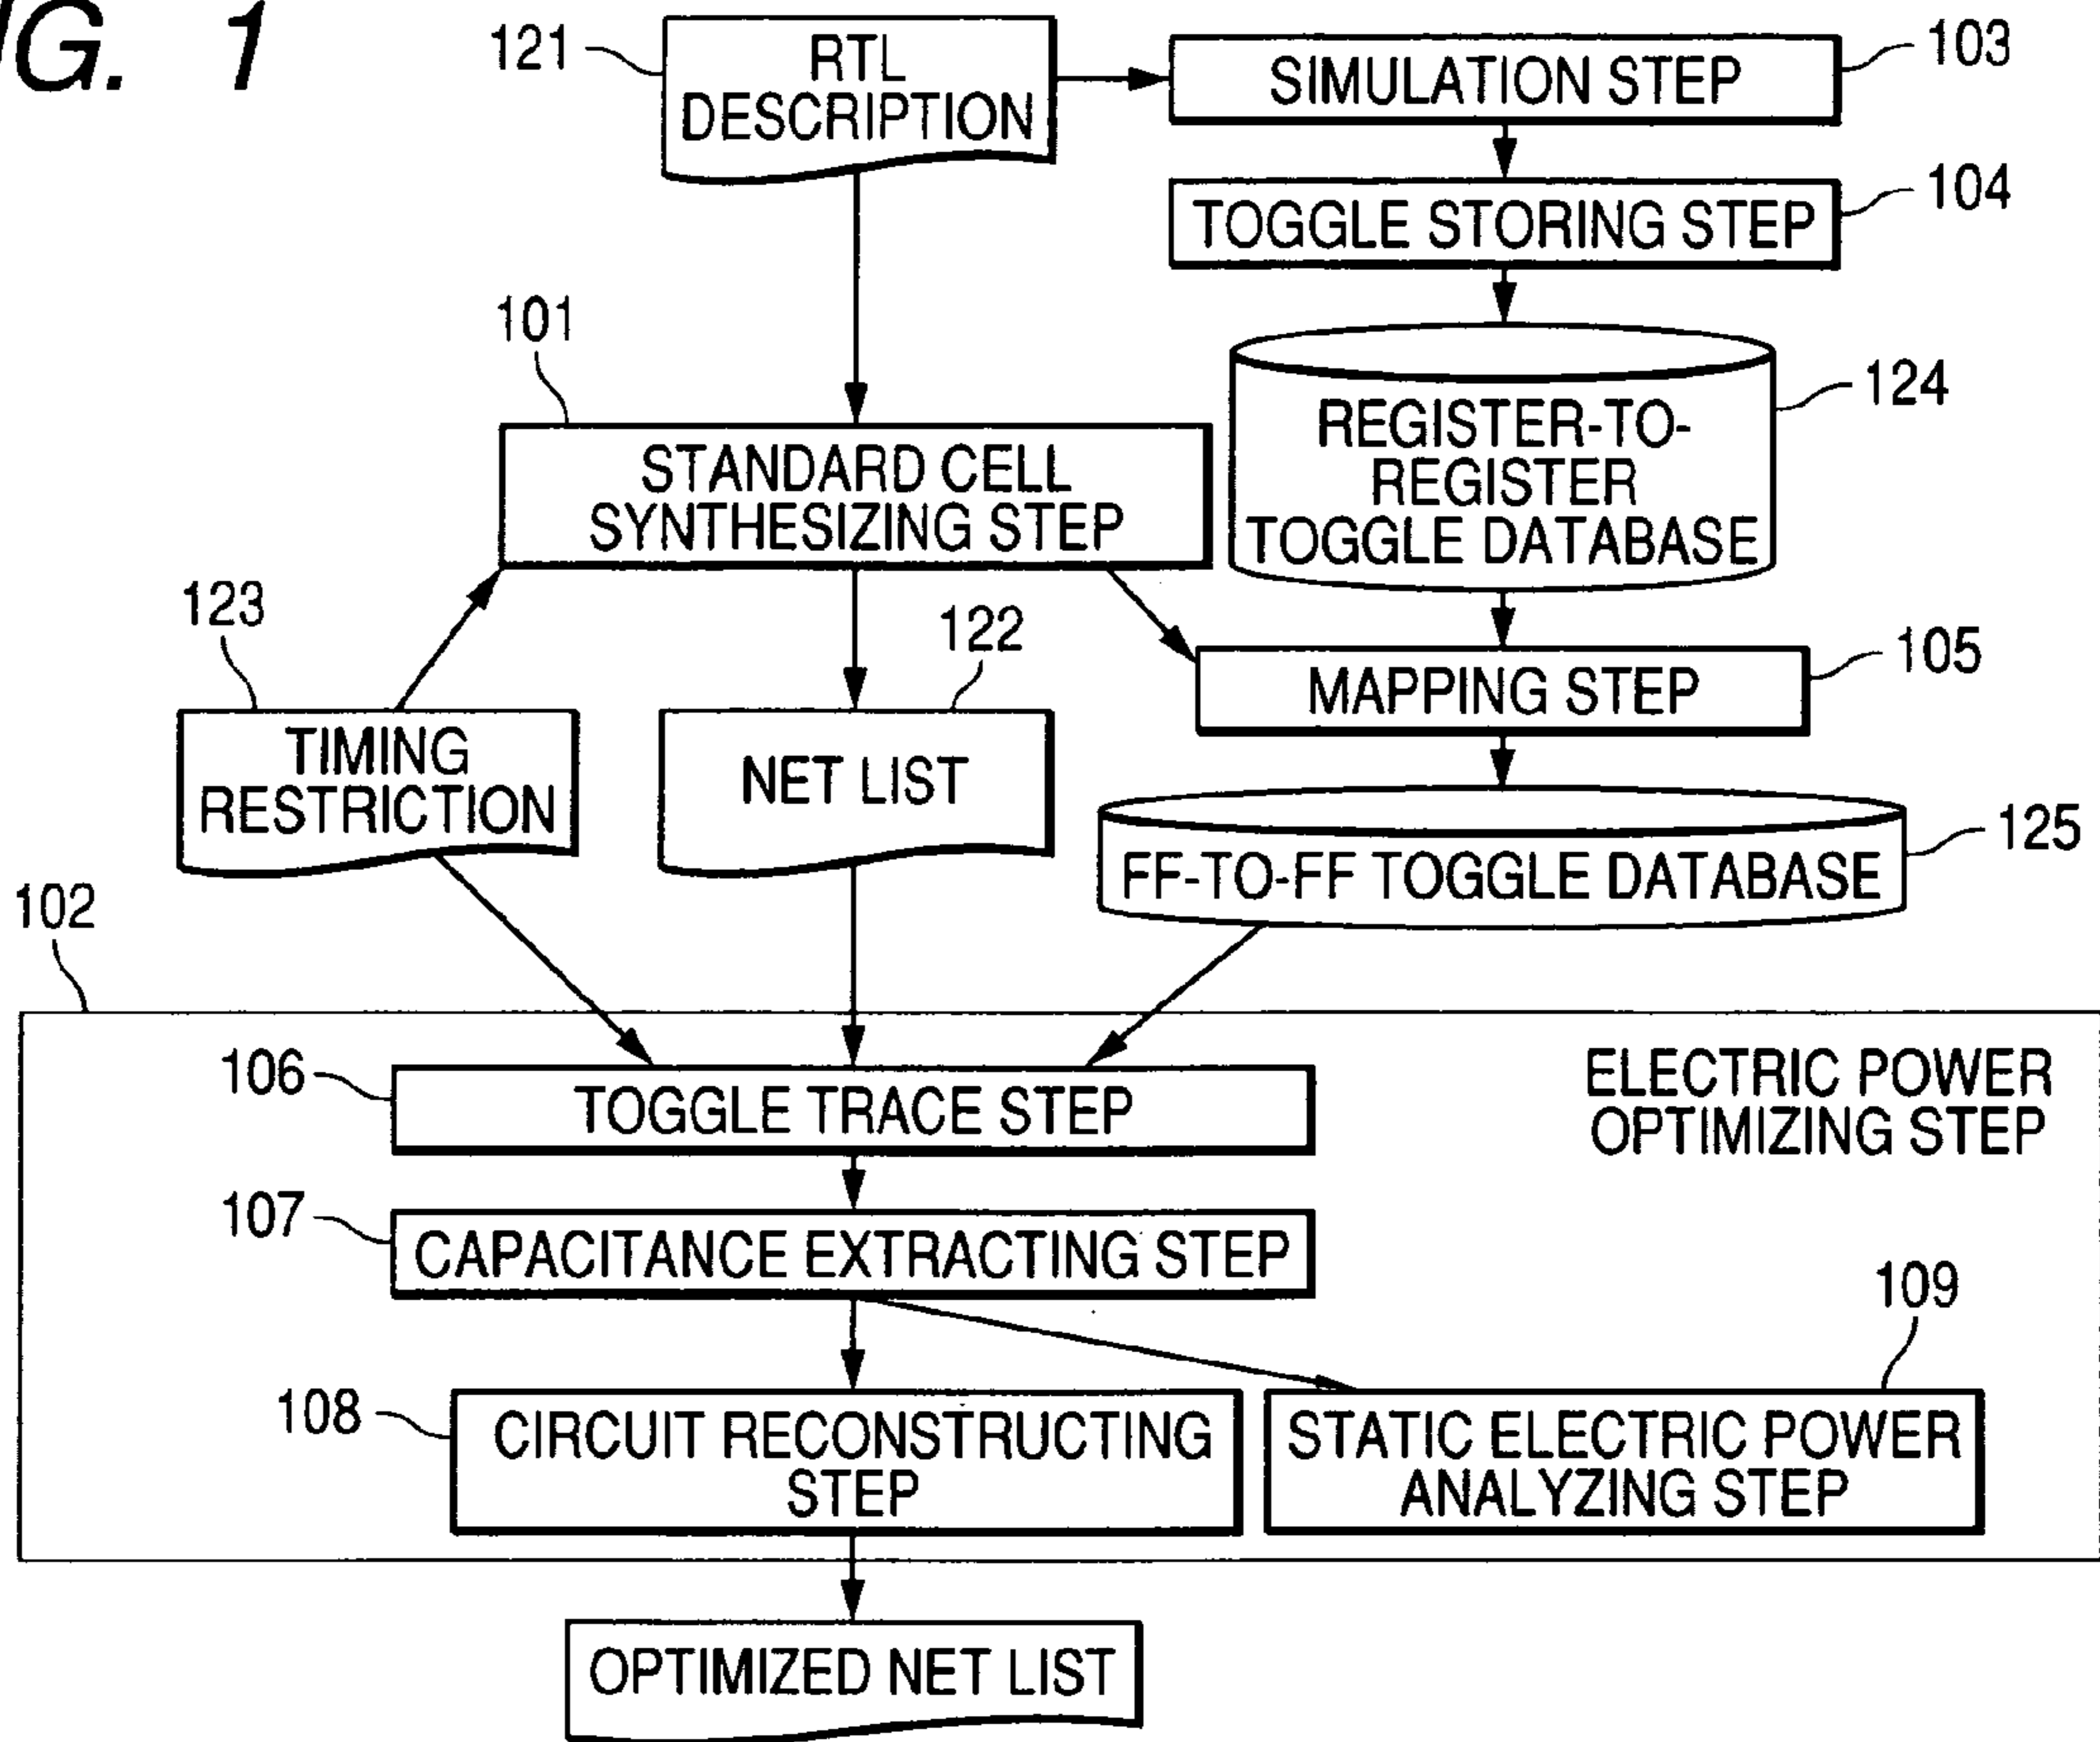 FIG. 1
121
RTL
DESCRIPTION
SIMULATION STEP
103
TOGGLE STORING STEP
104
101
STANDARD CELL
SYNTHESIZING STEP
REGISTER-TO-
REGISTER
TOGGLE DATABASE
124
123
TIMING
RESTRICTION
122
NET LIST
MAPPING STEP
105
FF-TO-FF TOGGLE DATABASE
125
102
ELECTRIC POWER
OPTIMIZING STEP
106
TOGGLE TRACE STEP
107
CAPACITANCE EXTRACTING STEP
108
CIRCUIT RECONSTRUCTING
STEP
109
STATIC ELECTRIC POWER
ANALYZING STEP
OPTIMIZED NET LIST